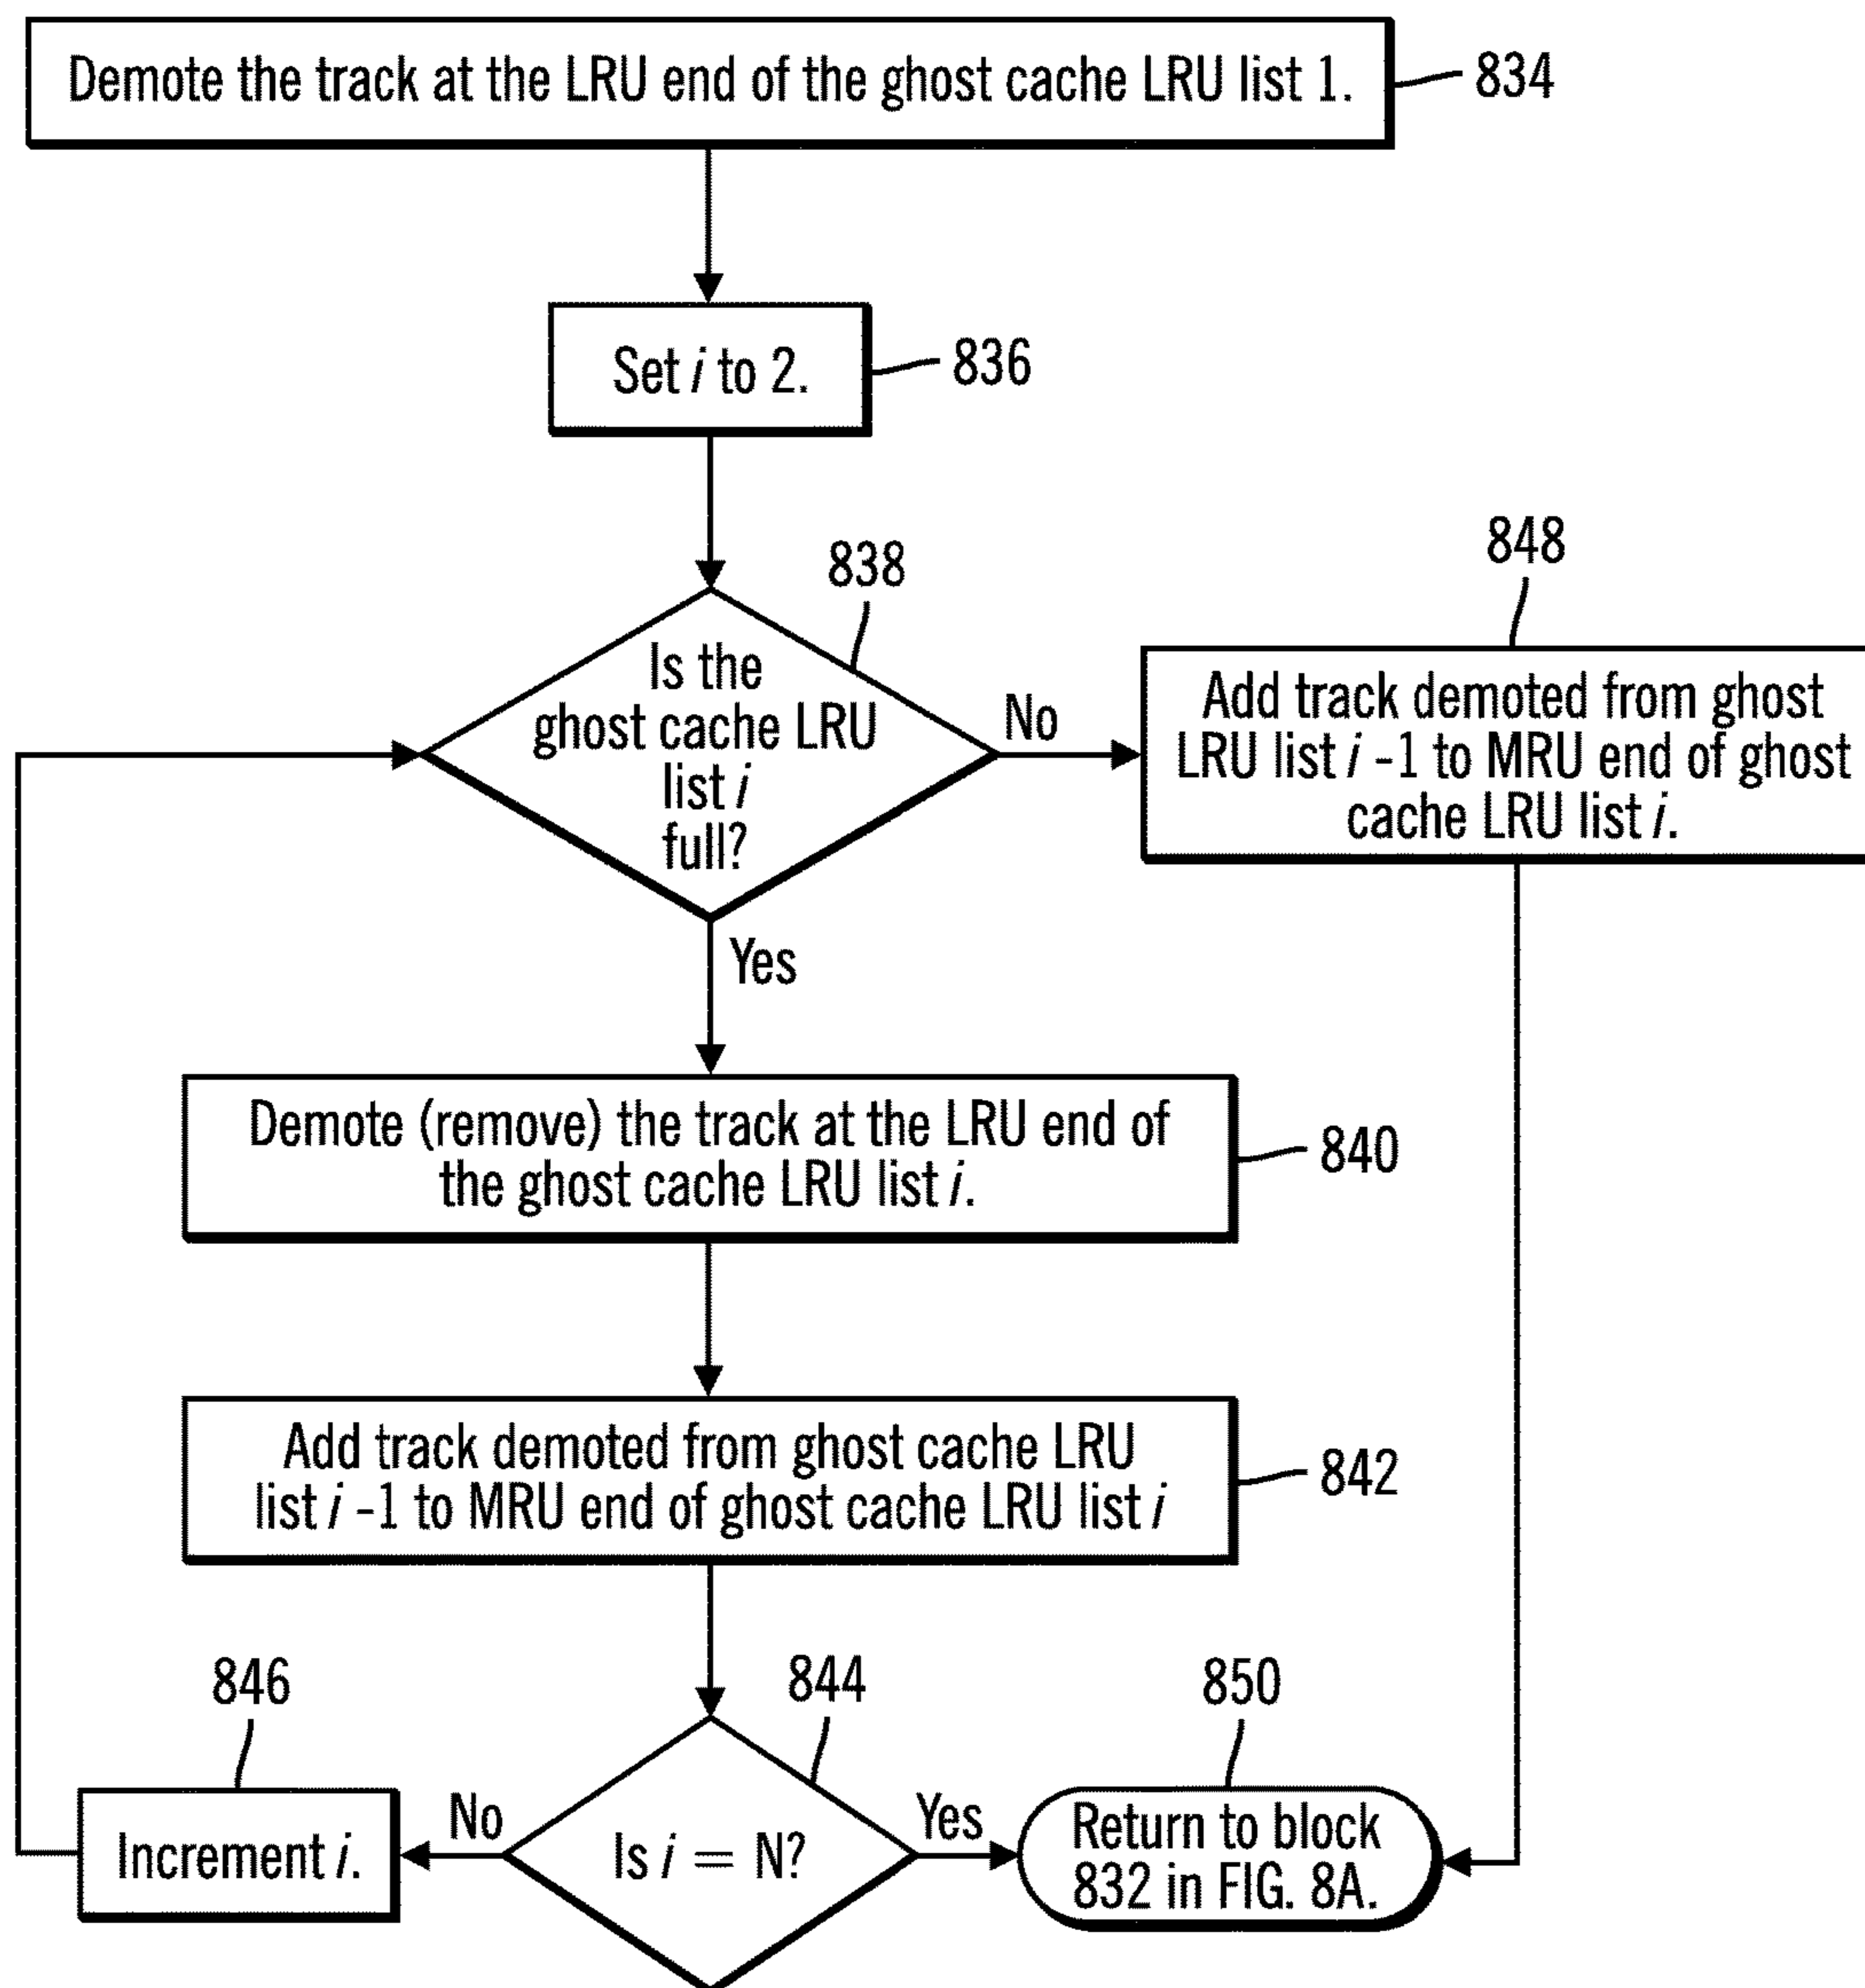 Demote the track at the LRU end of the ghost cache LRU list 1.
834
Set i to 2.
836
838
848
Is the
ghost cache LRU
list i
full?
No
Add track demoted from ghost
LRU list i -1 to MRU end of ghost
cache LRU list i.
Yes
Demote (remove) the track at the LRU end of
the ghost cache LRU list i.
840
Add track demoted from ghost cache LRU
list i -1 to MRU end of ghost cache LRU list i
842
846
844
850
Increment i.
No
Is i = N?
Yes
Return to block
832 in FIG. 8A.